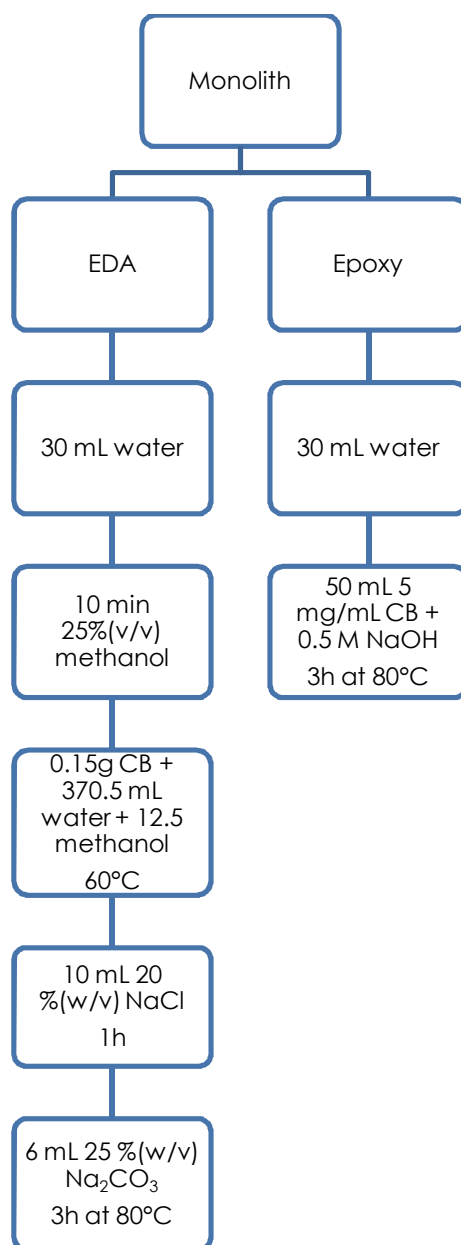 Monolith
EDA
Epoxy
30 mL water
30 mL water
10 min
25%(v/v)
methanol
50 mL 5
mg/mL CB +
0.5 M NaOH
3h at 80°C
0.15g CB +
370.5 mL
water + 12.5
methanol
60°C
10 mL 20
%(w/v) NaCl
1h
6 mL 25 %(w/v)
Na₂CO₃
3h at 80°C